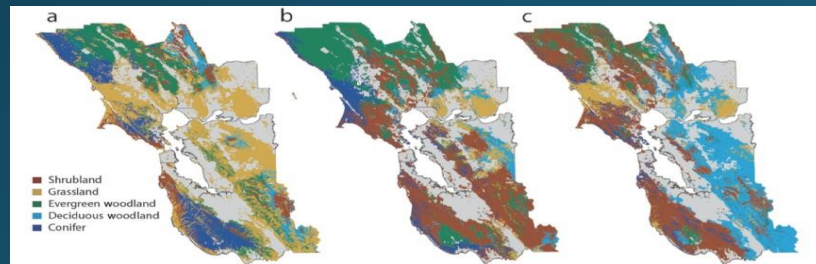 a
b
c
Shrubland
Grassland
Evergreen woodland
Deciduous woodland
Conifer